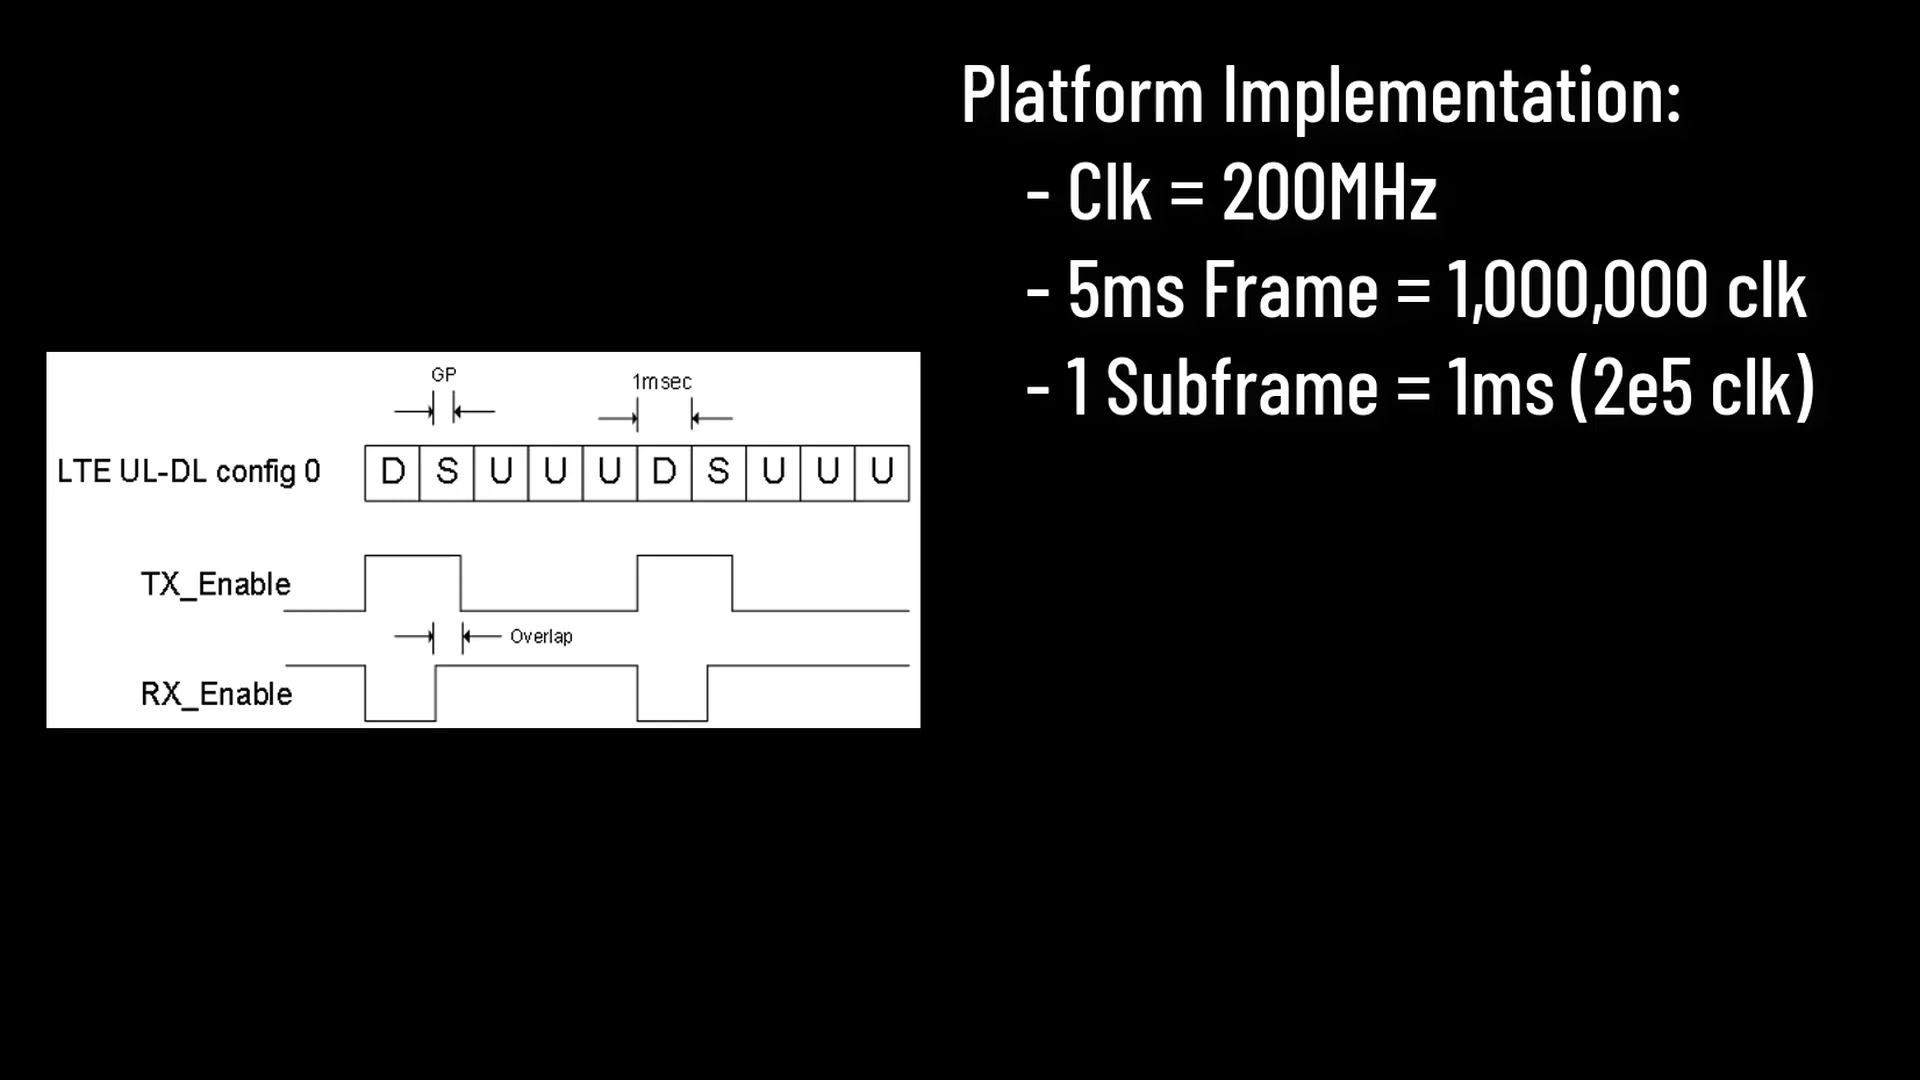 Platform Implementation:
- Clk = 200MHz
- 5ms Frame = 1,000,000 clk
- 1 Subframe = 1ms (2e5 clk)
GP
1msec
LTE UL-DL config 0 D S U U U D S U U U
TX_Enable
Overlap
RX_Enable